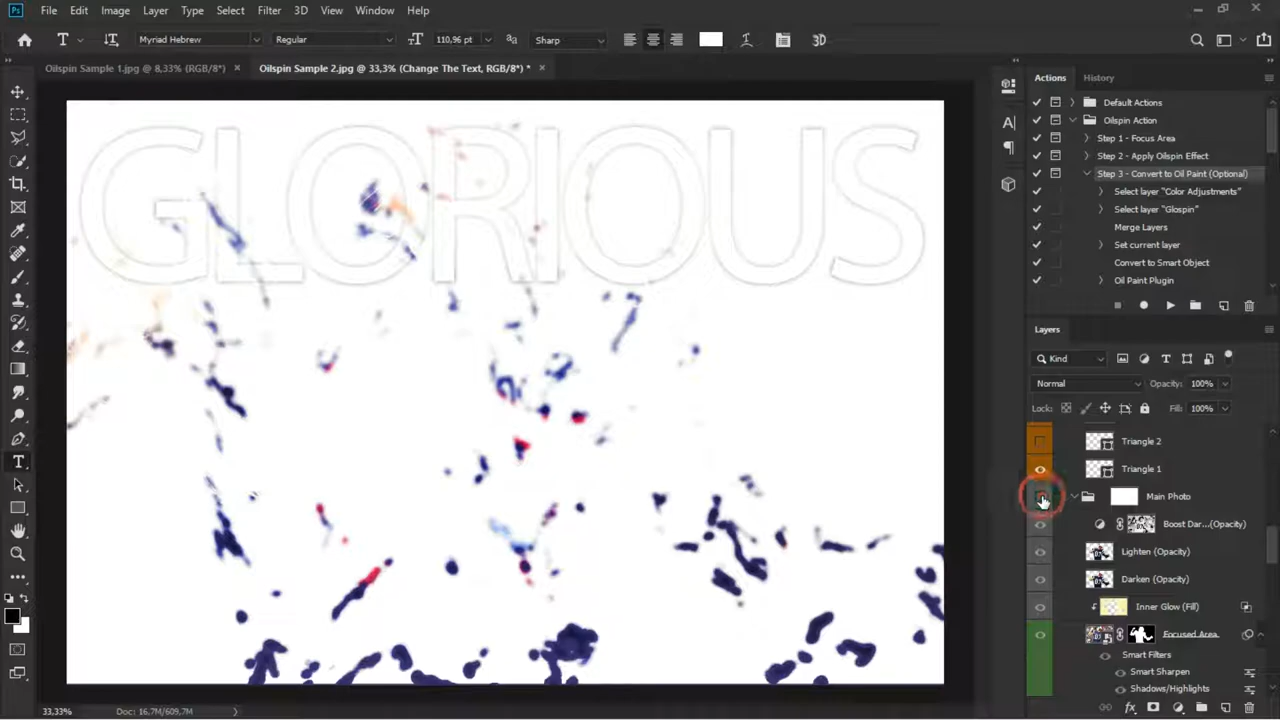 Ps File Edit Image Layer Type Select Filter 3D View Window Help
T Myriad Hebrew Regular 110,96 pt aa Sharp 3D
Oilspin Sample 1.jpg @ 8,33% (RGB/8*) × Oilspin Sample 2.jpg @ 33,3% (Change The Text, RGB/8*) * ×
GLORIOUS
Actions History
Default Actions
Oilspin Action
Step 1 - Focus Area
Step 2 - Apply Oilspin Effect
Step 3 - Convert to Oil Paint (Optional)
Select layer "Color Adjustments"
Select layer "Glospin"
Merge Layers
Set current layer
Convert to Smart Object
Oil Paint Plugin
Layers
Kind
Normal Opacity: 100%
Lock: Fill: 100%
Triangle 2
Triangle 1
Main Photo
Boost Dar...(Opacity)
Lighten (Opacity)
Darken (Opacity)
Inner Glow (Fill)
Focused Area
Smart Filters
Smart Sharpen
Shadows/Highlights
33,33% Doc: 16,7M/609,7M